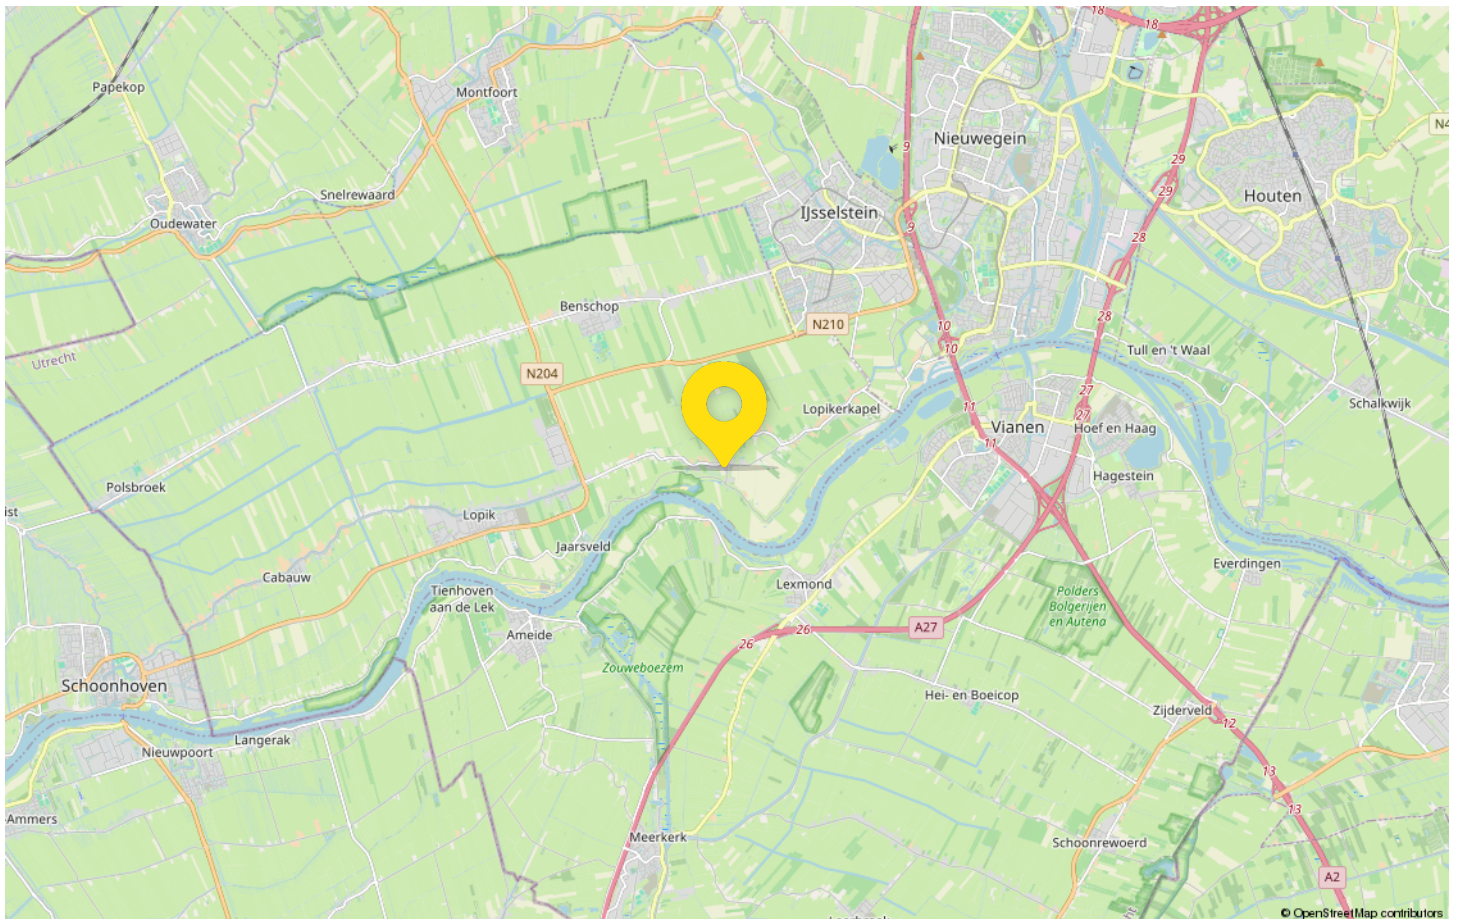 18
18
Papekop
Montfoort
N4
Nieuwegein
9
29
29
Snelrewaard
Houten
Oudewater
IJsselstein
9
28
Benschop
28
N210
10
10
Utrecht
Tull en 't Waal
N204
27
Schalkwijk
Lopikerkapel
11
27
Vianen
Hoef en Haag
11
Hagestein
Polsbroek
ist
Lopik
Jaarsveld
Everdingen
Cabauw
Lexmond
Tienhoven
aan de Lek
Polders
Bolgerijen
en Autena
Ameide
26
26
A27
Zouweboezem
Schoonhoven
Hei- en Boeicop
Zijderveld
12
Langerak
Nieuwpoort
13
13
-Ammers
Meerkerk
Schoonrewoerd
A2
© OpenStreetMap contributors